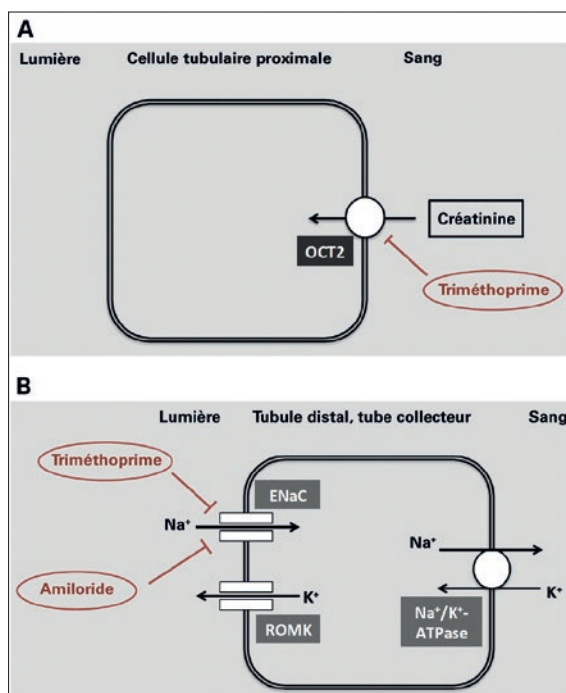 A
Lumière Cellule tubulaire proximale Sang
Créatinine
OCT2
Triméthoprime
B
Lumière Tubule distal, tube collecteur Sang
Triméthoprime
ENaC
Na⁺
Na⁺
Amiloride
K⁺
K⁺
ROMK
Na⁺/K⁺-
ATPase